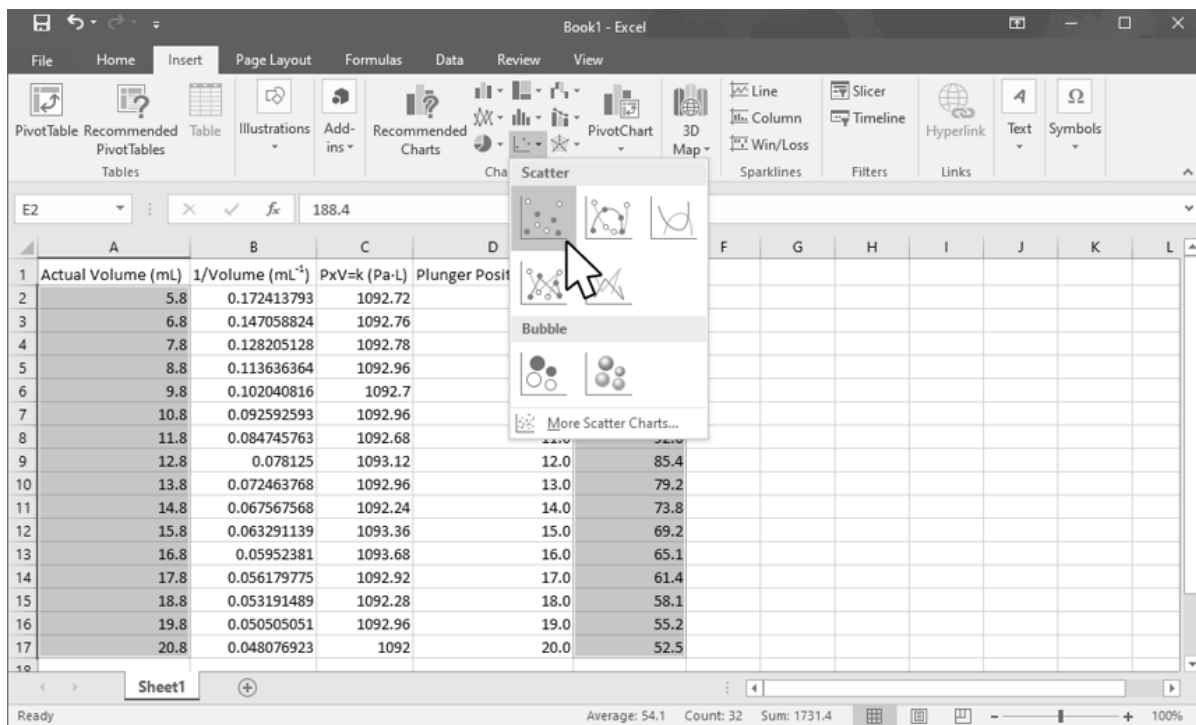 Book1 - Excel
File Home Insert Page Layout Formulas Data Review View
PivotTable Recommended PivotTables Table Illustrations Add-ins Recommended Charts PivotChart 3D Map Line Column Win/Loss Slicer Timeline Hyperlink Text Symbols
Tables Cha Sparklines Filters Links
Scatter
E2 fx 188.4
A B C D F G H I J K L
1 Actual Volume (mL) 1/Volume (mL⁻¹) PxV=k (Pa·L) Plunger Posit
2 5.8 0.172413793 1092.72
3 6.8 0.147058824 1092.76
Bubble
4 7.8 0.128205128 1092.78
5 8.8 0.113636364 1092.96
6 9.8 0.102040816 1092.7
7 10.8 0.092592593 1092.96
More Scatter Charts...
8 11.8 0.084745763 1092.68
9 12.8 0.078125 1093.12 12.0 85.4
10 13.8 0.072463768 1092.96 13.0 79.2
11 14.8 0.067567568 1092.24 14.0 73.8
12 15.8 0.063291139 1093.36 15.0 69.2
13 16.8 0.05952381 1093.68 16.0 65.1
14 17.8 0.056179775 1092.92 17.0 61.4
15 18.8 0.053191489 1092.28 18.0 58.1
16 19.8 0.050505051 1092.96 19.0 55.2
17 20.8 0.048076923 1092 20.0 52.5
Sheet1
Ready Average: 54.1 Count: 32 Sum: 1731.4 100%